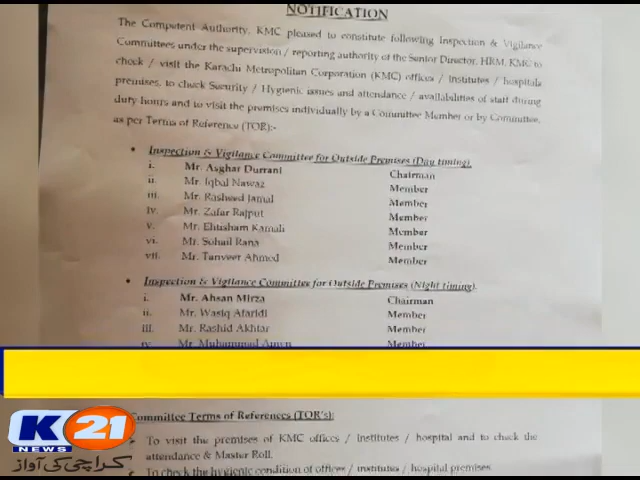 NOTIFICATION
The Competent Authority, KMC pleased to constitute following Inspection & Vigilance
Committees under the supervision / reporting authority of the Senior Director, HRM, KMC to
check / visit the Karachi Metropolitan Corporation (KMC) offices / institutes / hospitals
premises, to check Security / Hygienic issues and attendance / availabilities of staff during
duty hours and to visit the premises individually by a Committee Member or by Committee,
as per Terms of Reference (TOR):-
• Inspection & Vigilance Committee for Outside Premises (Day timing).
i. Mr. Asghar Durrani Chairman
ii. Mr. Iqbal Nawaz Member
iii. Mr. Rasheed Jamal Member
iv. Mr. Zafar Rajput Member
v. Mr. Ehtisham Kamali Member
vi. Mr. Sohail Rana Member
vii. Mr. Tanveer Ahmed Member
• Inspection & Vigilance Committee for Outside Premises (Night timing).
i. Mr. Ahsan Mirza Chairman
ii. Mr. Wasiq Afaridi Member
iii. Mr. Rashid Akhtar Member
iv. Mr. Muhammad Amyn Member
Committee Terms of References (TOR's):
To visit the premises of KMC offices / institutes / hospital and to check the
attendance & Master Roll.
To check the hygienic condition of offices / institutes / hospital premises.
K 21
NEWS
کراچی کی آواز